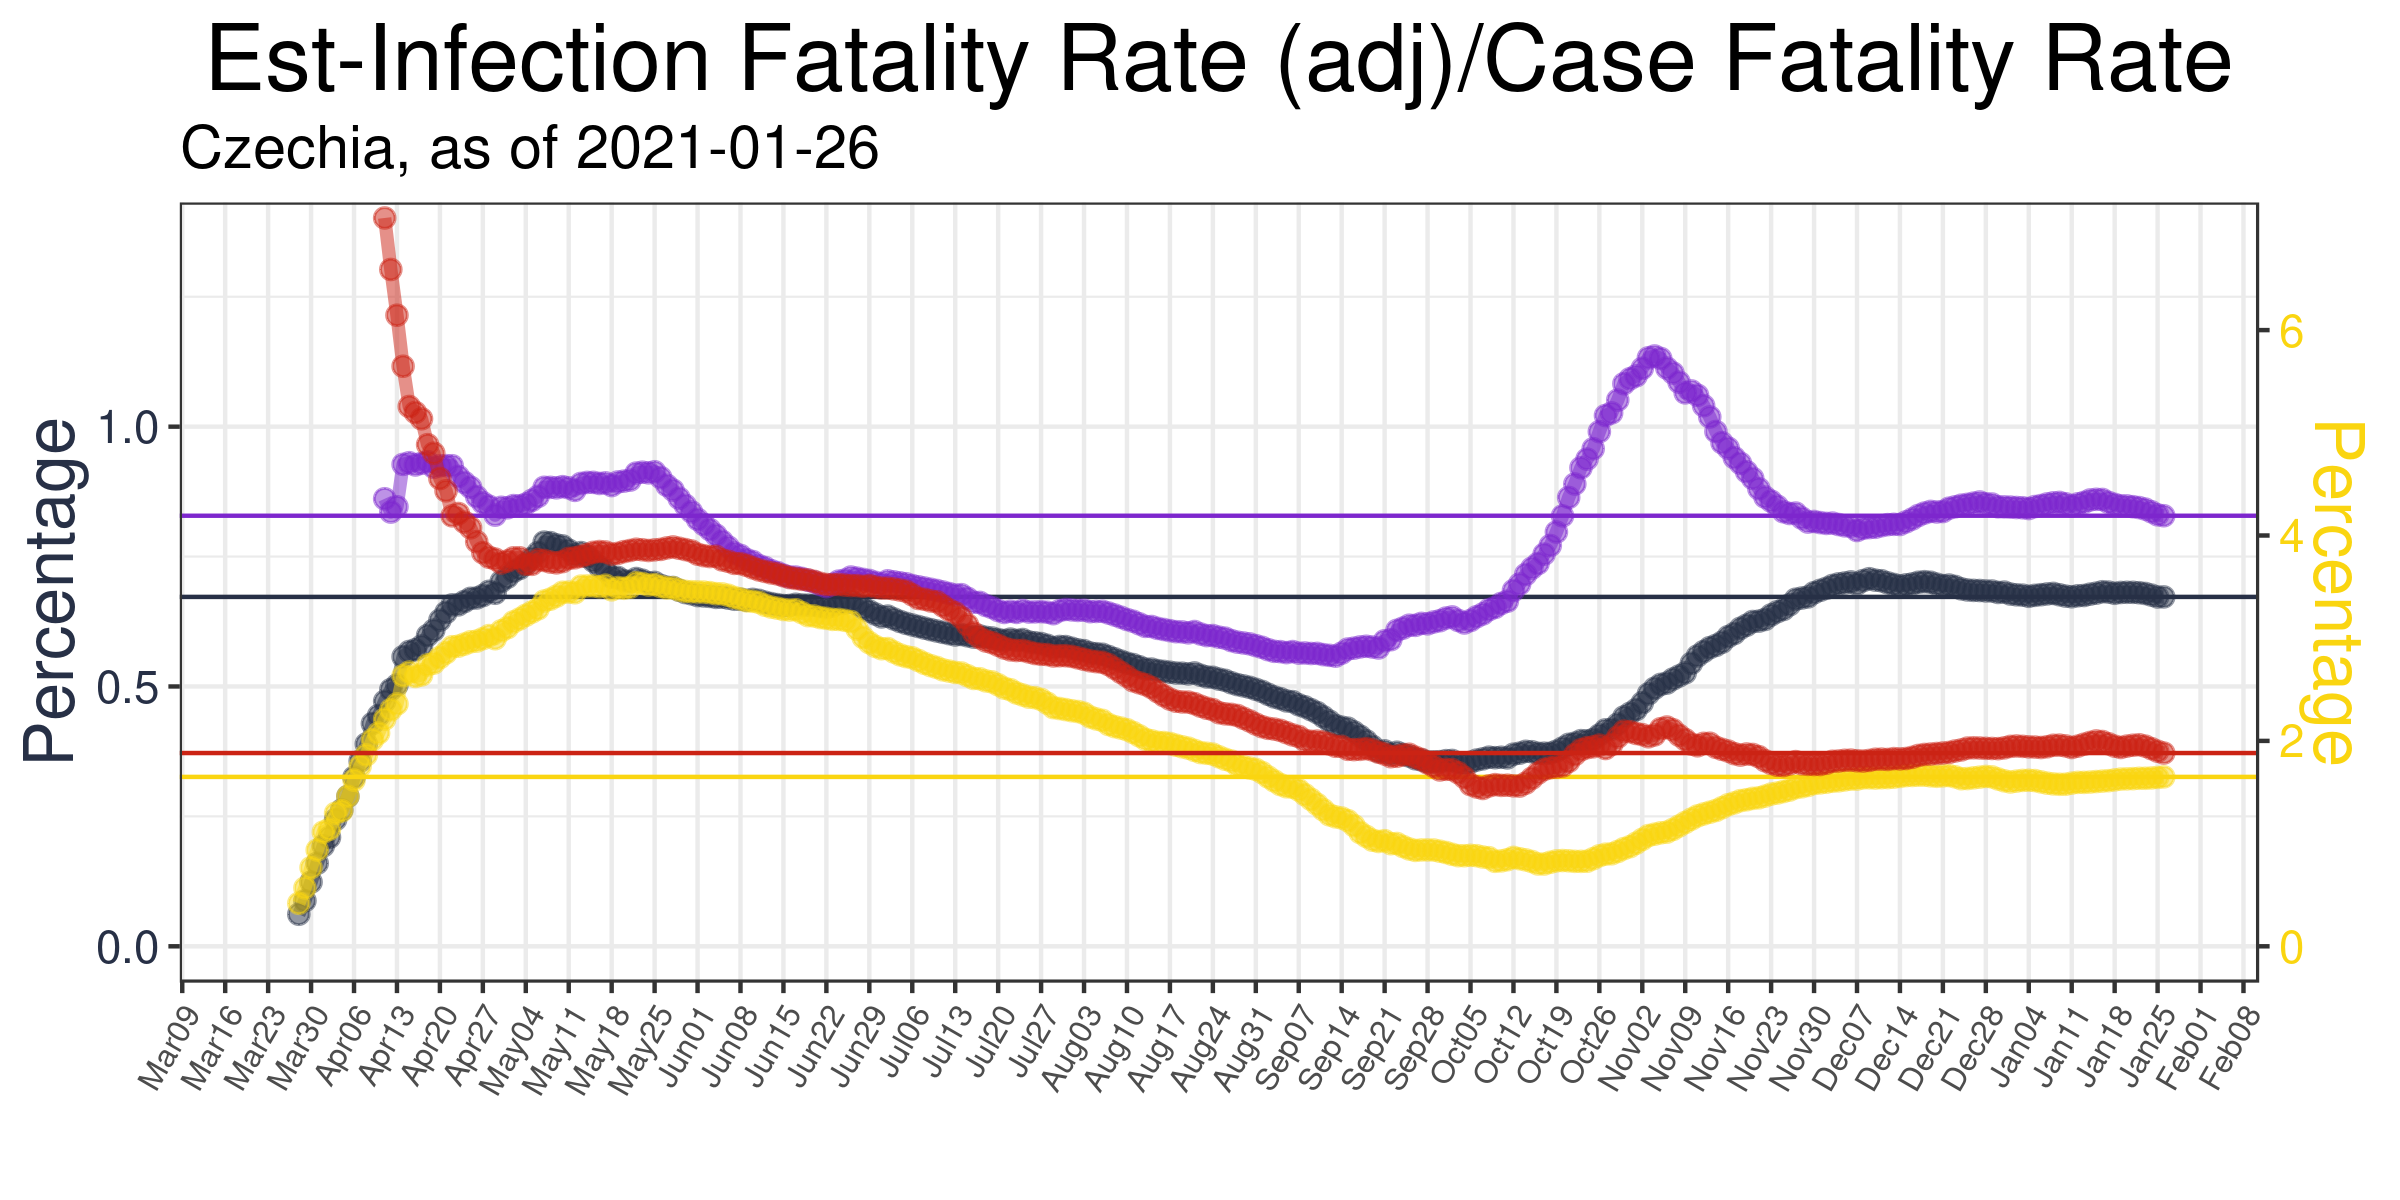 Est-Infection Fatality Rate (adj)/Case Fatality Rate
Czechia, as of 2021-01-26
Percentage
1.0
0.5
0.0
6
4
2
0
Percentage
Mar09 Mar16 Mar23 Mar30 Apr06 Apr13 Apr20 Apr27 May04 May11 May18 May25 Jun01 Jun08 Jun15 Jun22 Jun29 Jul06 Jul13 Jul20 Jul27 Aug03 Aug10 Aug17 Aug24 Aug31 Sep07 Sep14 Sep21 Sep28 Oct05 Oct12 Oct19 Oct26 Nov02 Nov09 Nov16 Nov23 Nov30 Dec07 Dec14 Dec21 Dec28 Jan04 Jan11 Jan18 Jan25 Feb01 Feb08